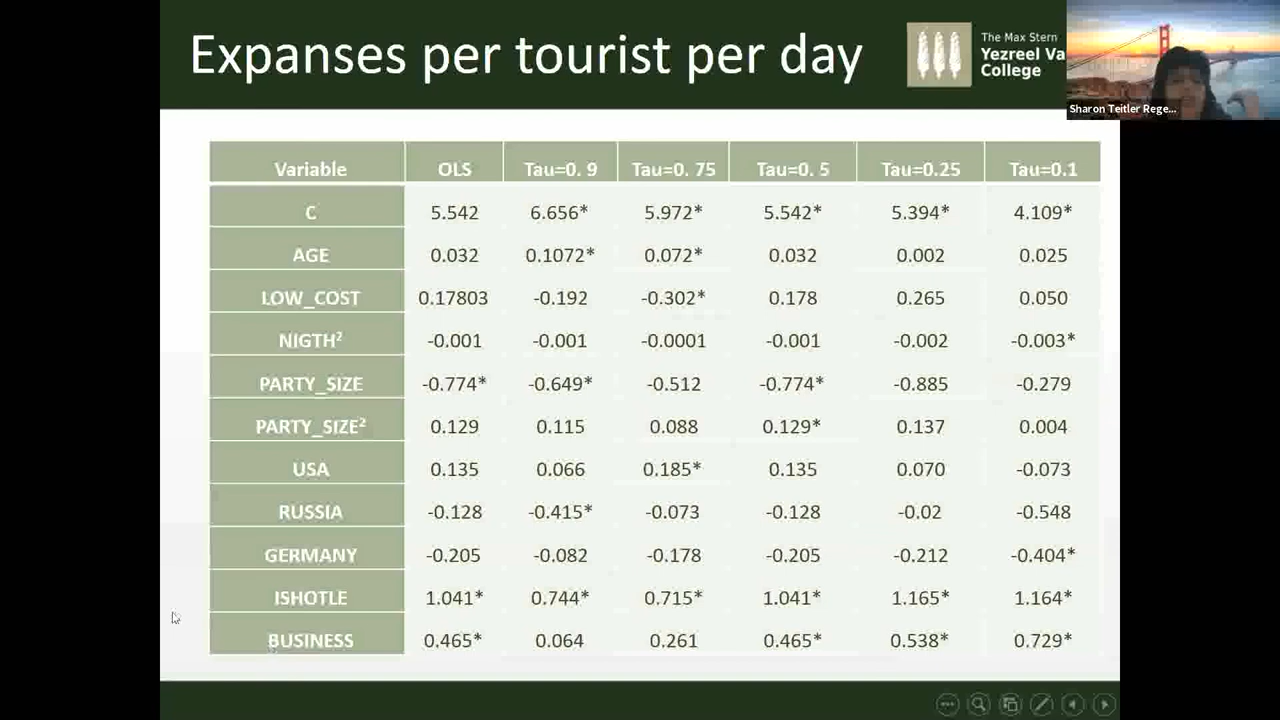 Expanses per tourist per day
The Max Stern
Yezreel Va
College
Sharon Teitler Rege...
Variable OLS Tau=0. 9 Tau=0. 75 Tau=0. 5 Tau=0.25 Tau=0.1
C 5.542 6.656* 5.972* 5.542* 5.394* 4.109*
AGE 0.032 0.1072* 0.072* 0.032 0.002 0.025
LOW_COST 0.17803 -0.192 -0.302* 0.178 0.265 0.050
NIGTH² -0.001 -0.001 -0.0001 -0.001 -0.002 -0.003*
PARTY_SIZE -0.774* -0.649* -0.512 -0.774* -0.885 -0.279
PARTY_SIZE² 0.129 0.115 0.088 0.129* 0.137 0.004
USA 0.135 0.066 0.185* 0.135 0.070 -0.073
RUSSIA -0.128 -0.415* -0.073 -0.128 -0.02 -0.548
GERMANY -0.205 -0.082 -0.178 -0.205 -0.212 -0.404*
ISHOTLE 1.041* 0.744* 0.715* 1.041* 1.165* 1.164*
BUSINESS 0.465* 0.064 0.261 0.465* 0.538* 0.729*